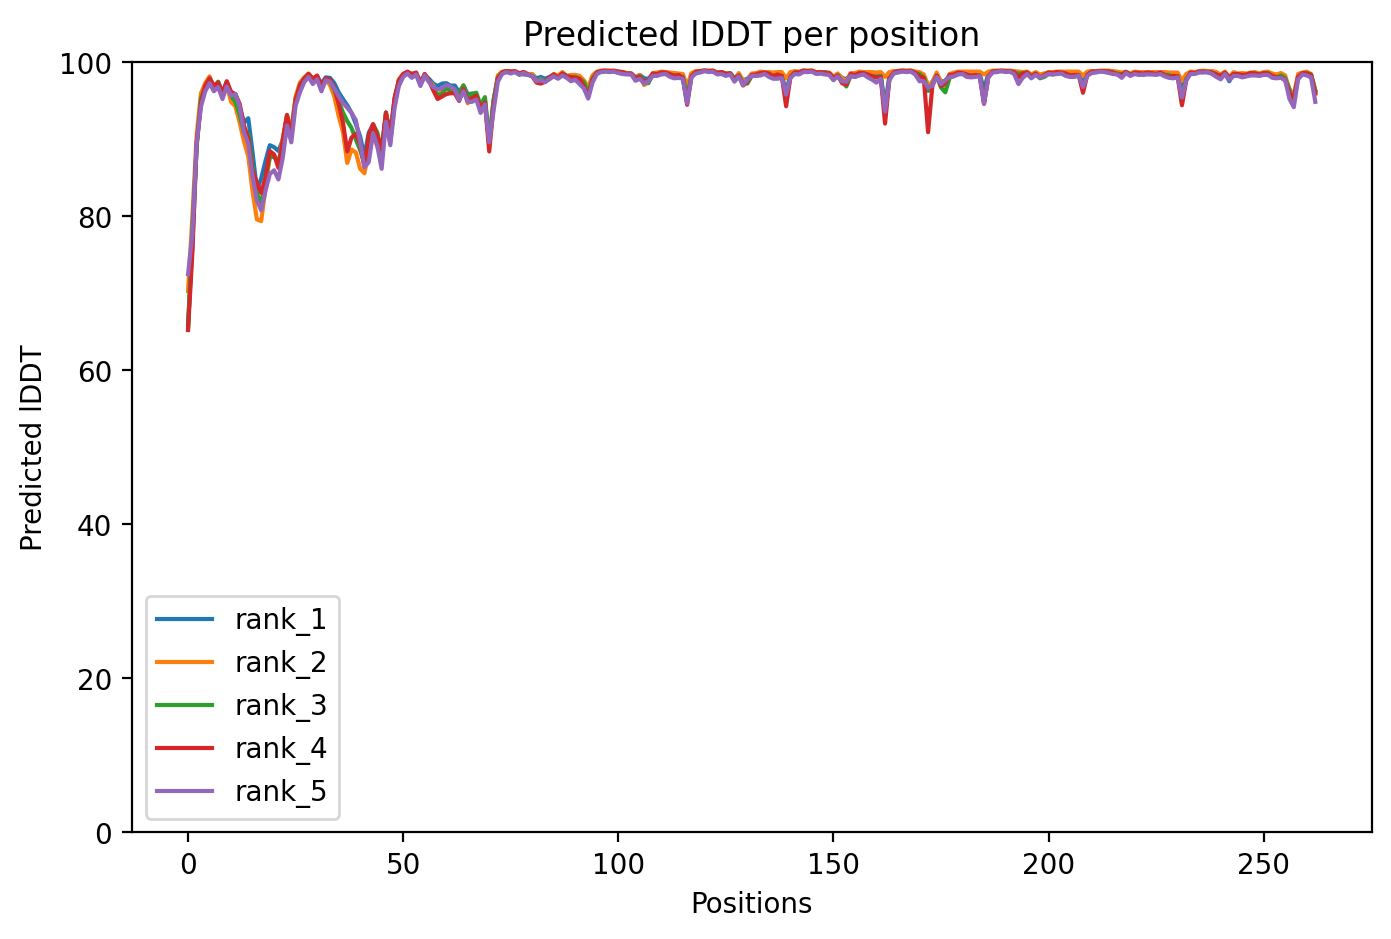 Predicted lDDT per position
100
80
60
40
20
0
Predicted lDDT
rank_1
rank_2
rank_3
rank_4
rank_5
0 50 100 150 200 250
Positions